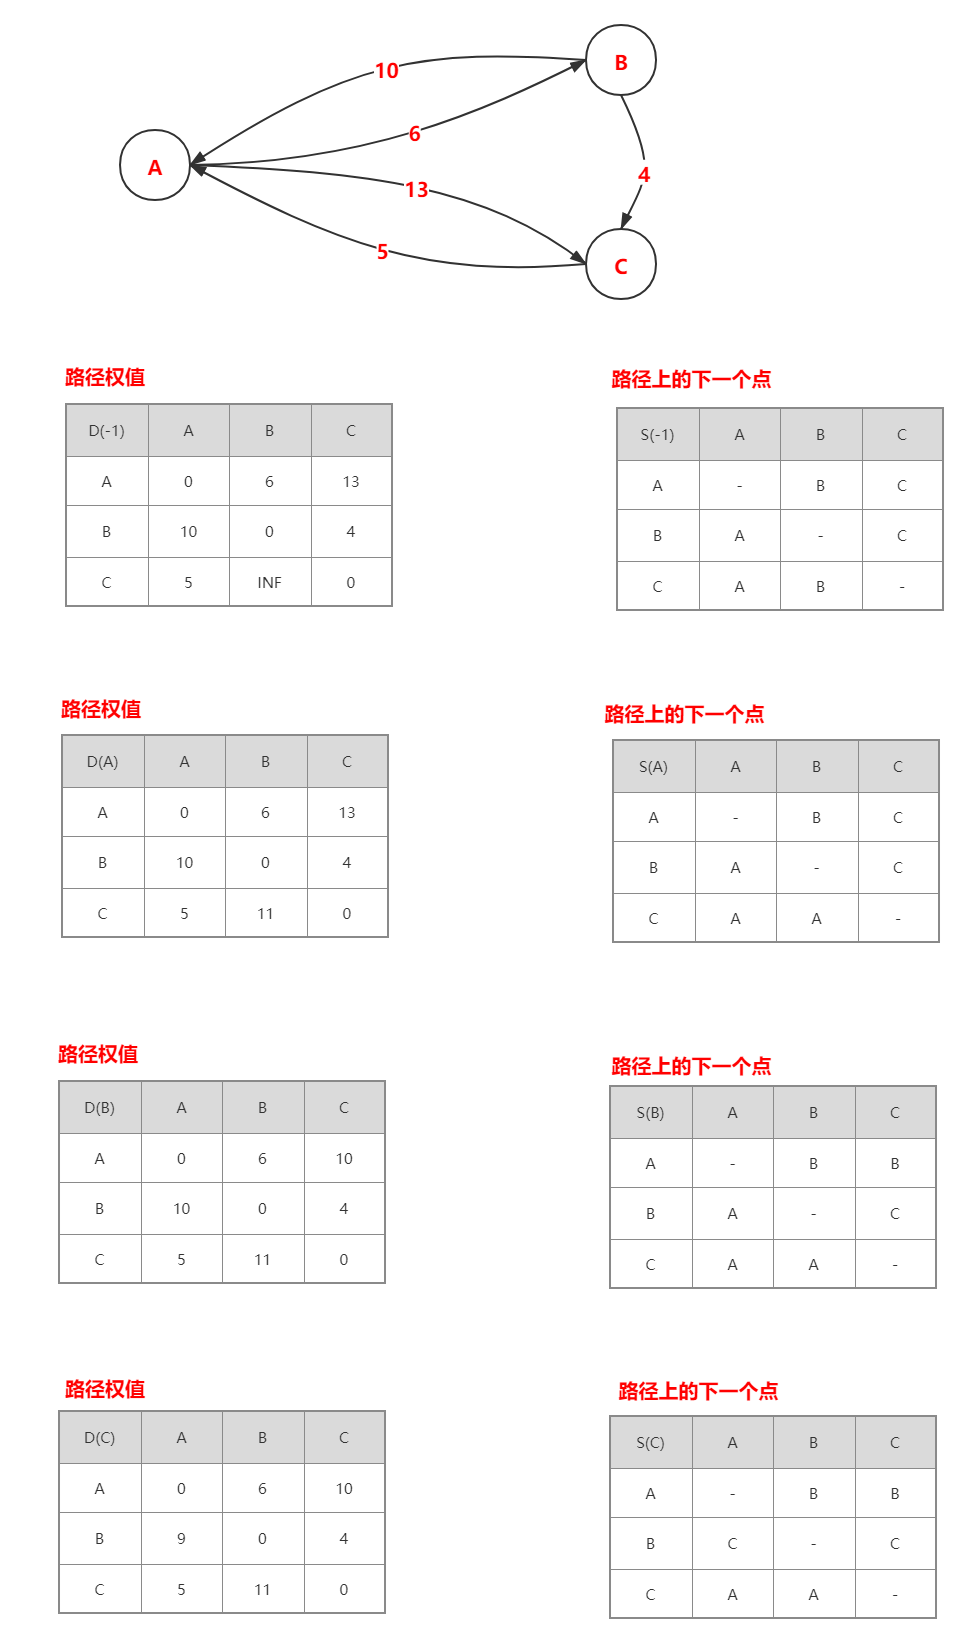 B
10
6
A
4
13
5
C
路径权值
路径上的下一个点
D(-1) A B C
A 0 6 13
B 10 0 4
C 5 INF 0
S(-1) A B C
A - B C
B A - C
C A B -
路径权值
路径上的下一个点
D(A) A B C
A 0 6 13
B 10 0 4
C 5 11 0
S(A) A B C
A - B C
B A - C
C A A -
路径权值
路径上的下一个点
D(B) A B C
A 0 6 10
B 10 0 4
C 5 11 0
S(B) A B C
A - B B
B A - C
C A A -
路径权值
路径上的下一个点
D(C) A B C
A 0 6 10
B 9 0 4
C 5 11 0
S(C) A B C
A - B B
B C - C
C A A -